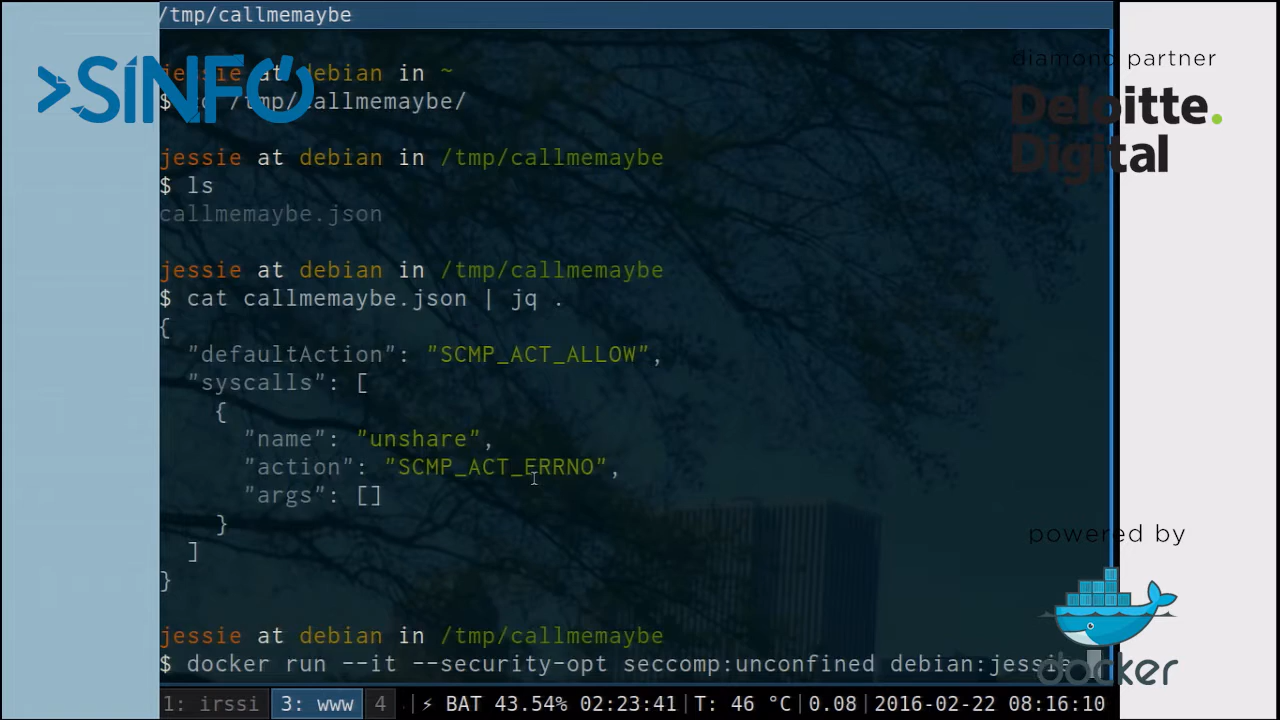 /tmp/callmemaybe
>SINFO
diamond partner
Deloitte.
Digital
jessie at debian in ~
$ cd /tmp/callmemaybe/
jessie at debian in /tmp/callmemaybe
$ ls
callmemaybe.json
jessie at debian in /tmp/callmemaybe
$ cat callmemaybe.json | jq .
{
"defaultAction": "SCMP_ACT_ALLOW",
"syscalls": [
{
"name": "unshare",
"action": "SCMP_ACT_ERRNO",
"args": []
}
]
}
powered by
docker
jessie at debian in /tmp/callmemaybe
$ docker run --it --security-opt seccomp:unconfined debian:jessie
1: irssi 3: www 4 ⚡ BAT 43.54% 02:23:41|T: 46 °C|0.08|2016-02-22 08:16:10